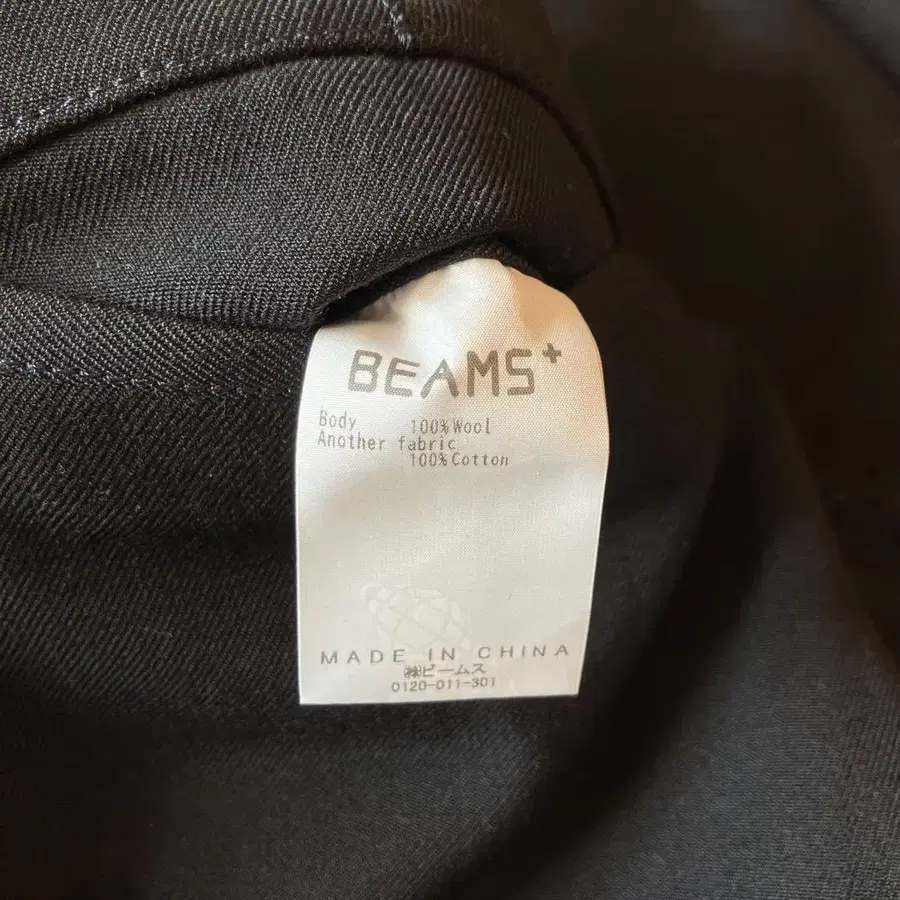 BEAMS+
Body 100%Wool
Another fabric
100%Cotton
MADE IN CHINA
㈱ビームス
0120-011-301